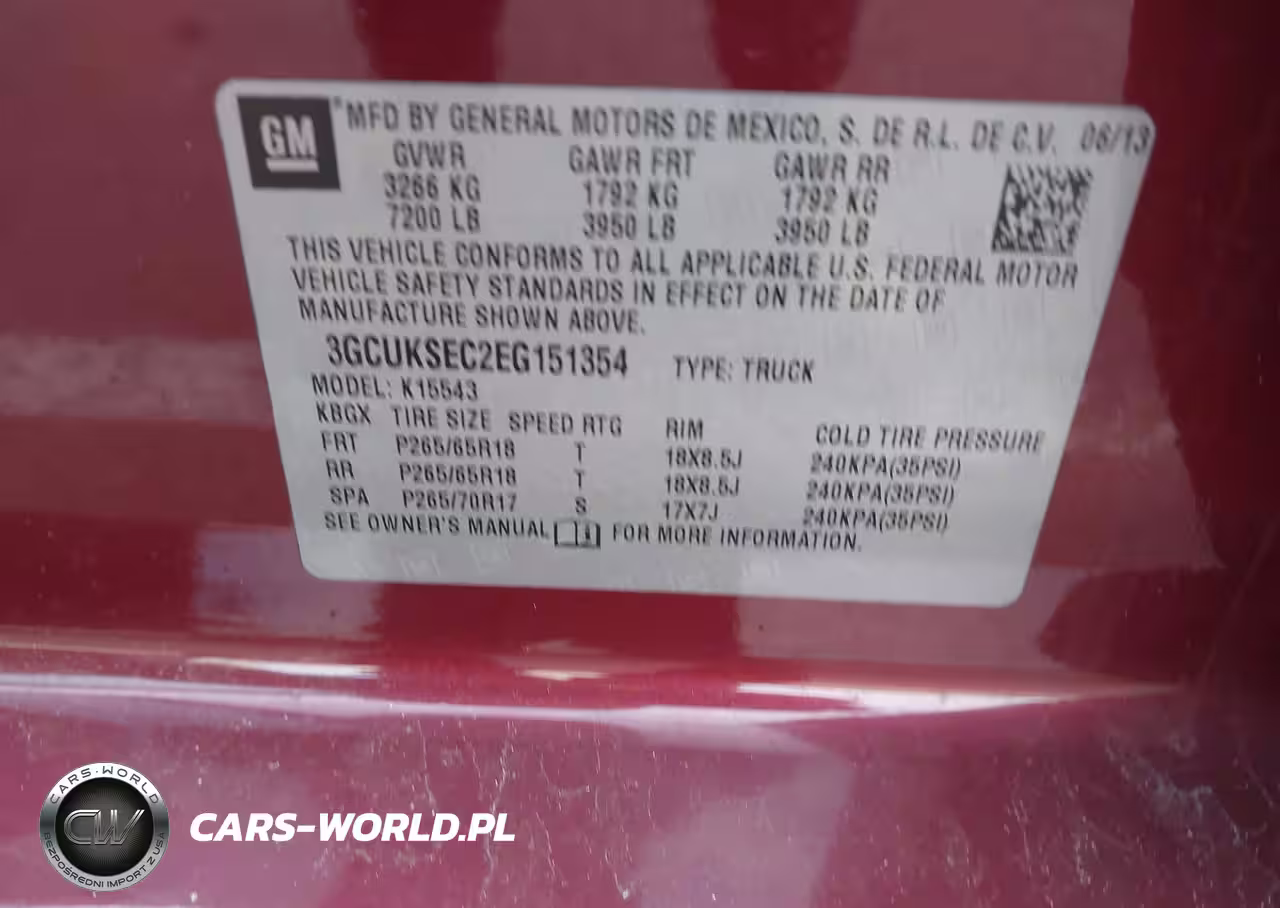 GM
MFD BY GENERAL MOTORS DE MEXICO, S. DE R.L. DE C.V. 06/13
GVWR GAWR FRT GAWR RR
3266 KG 1792 KG 1792 KG
7200 LB 3950 LB 3950 LB
THIS VEHICLE CONFORMS TO ALL APPLICABLE U.S. FEDERAL MOTOR
VEHICLE SAFETY STANDARDS IN EFFECT ON THE DATE OF
MANUFACTURE SHOWN ABOVE.
3GCUKSEC2EG151354 TYPE: TRUCK
MODEL: K15543
KBGX TIRE SIZE SPEED RTG RIM COLD TIRE PRESSURE
FRT P265/65R18 T 18X8.5J 240KPA(35PSI)
RR P265/65R18 T 18X8.5J 240KPA(35PSI)
SPA P265/70R17 S 17X7J 240KPA(35PSI)
SEE OWNER'S MANUAL FOR MORE INFORMATION.
CARS-WORLD
CW
BEZPOŚREDNI IMPORT Z USA
CARS-WORLD.PL